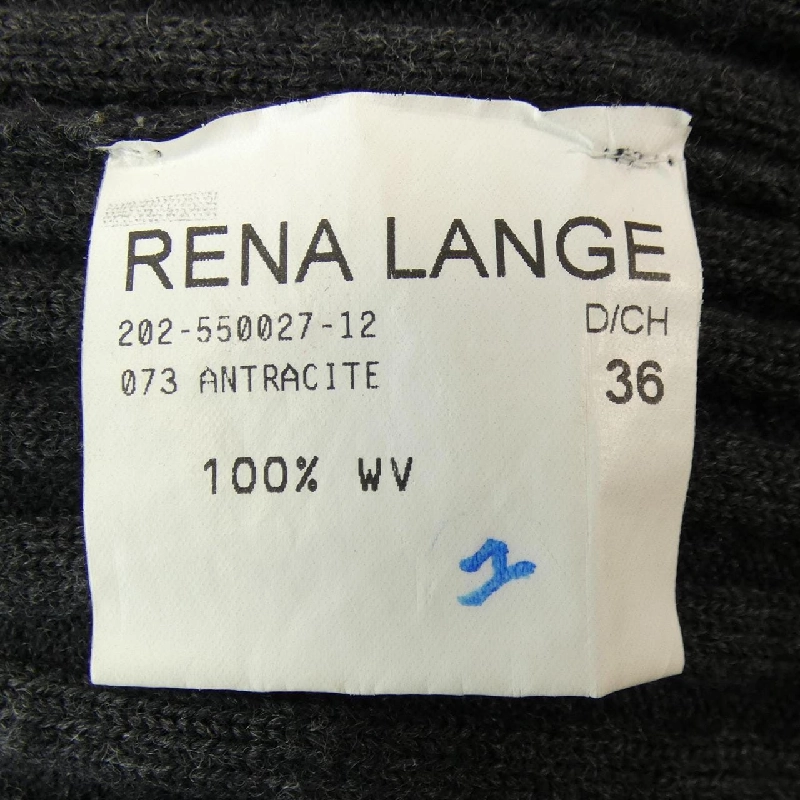 RENA LANGE
202-550027-12 D/CH
073 ANTRACITE 36
100% WV